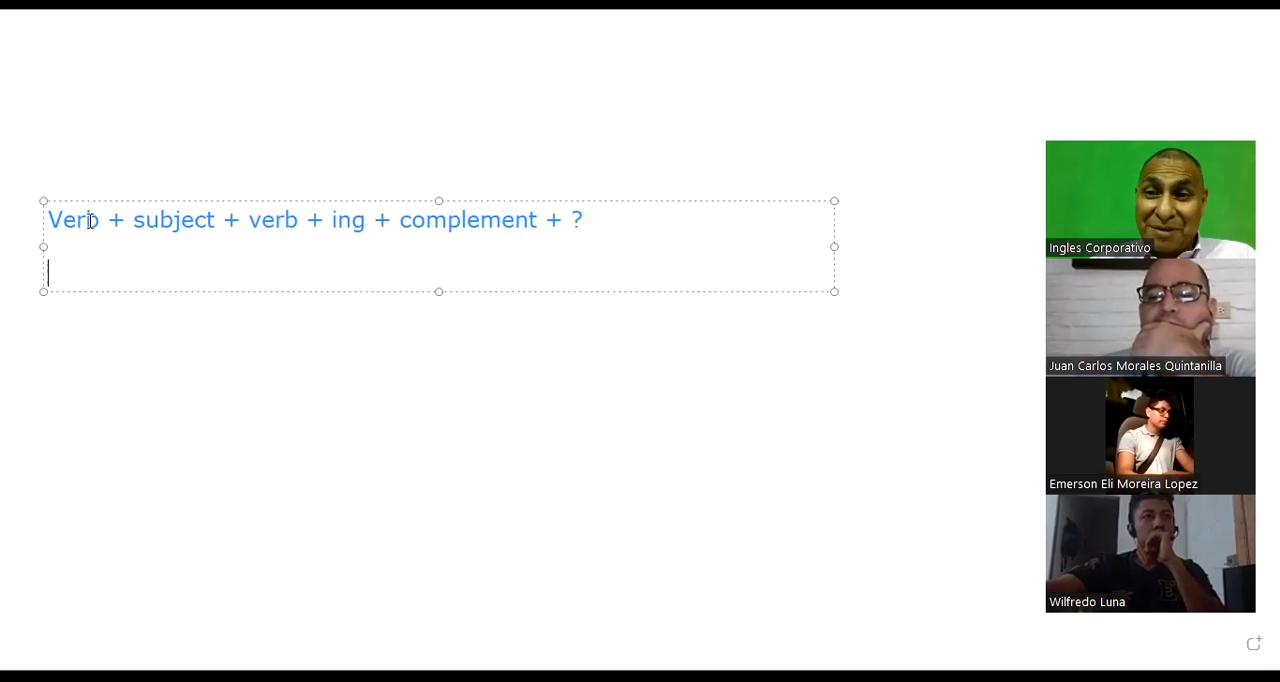 Verb + subject + verb + ing + complement + ?
Ingles Corporativo
Juan Carlos Morales Quintanilla
Emerson Eli Moreira Lopez
Wilfredo Luna